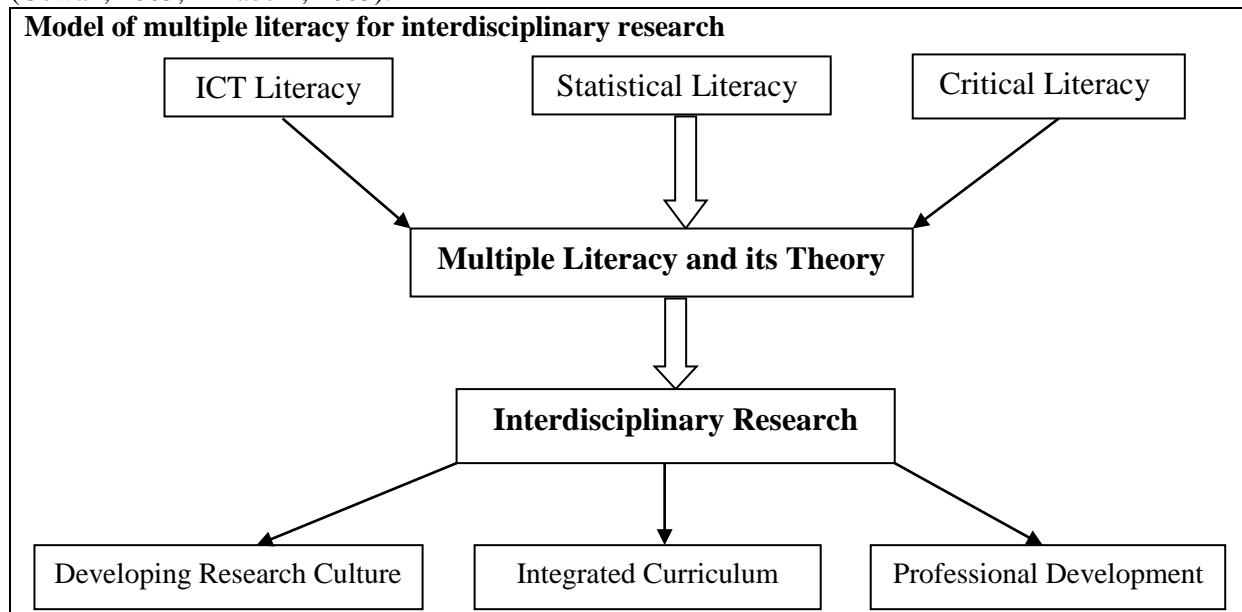 Model of multiple literacy for interdisciplinary research
ICT Literacy
Statistical Literacy
Critical Literacy
Multiple Literacy and its Theory
Interdisciplinary Research
Developing Research Culture
Integrated Curriculum
Professional Development